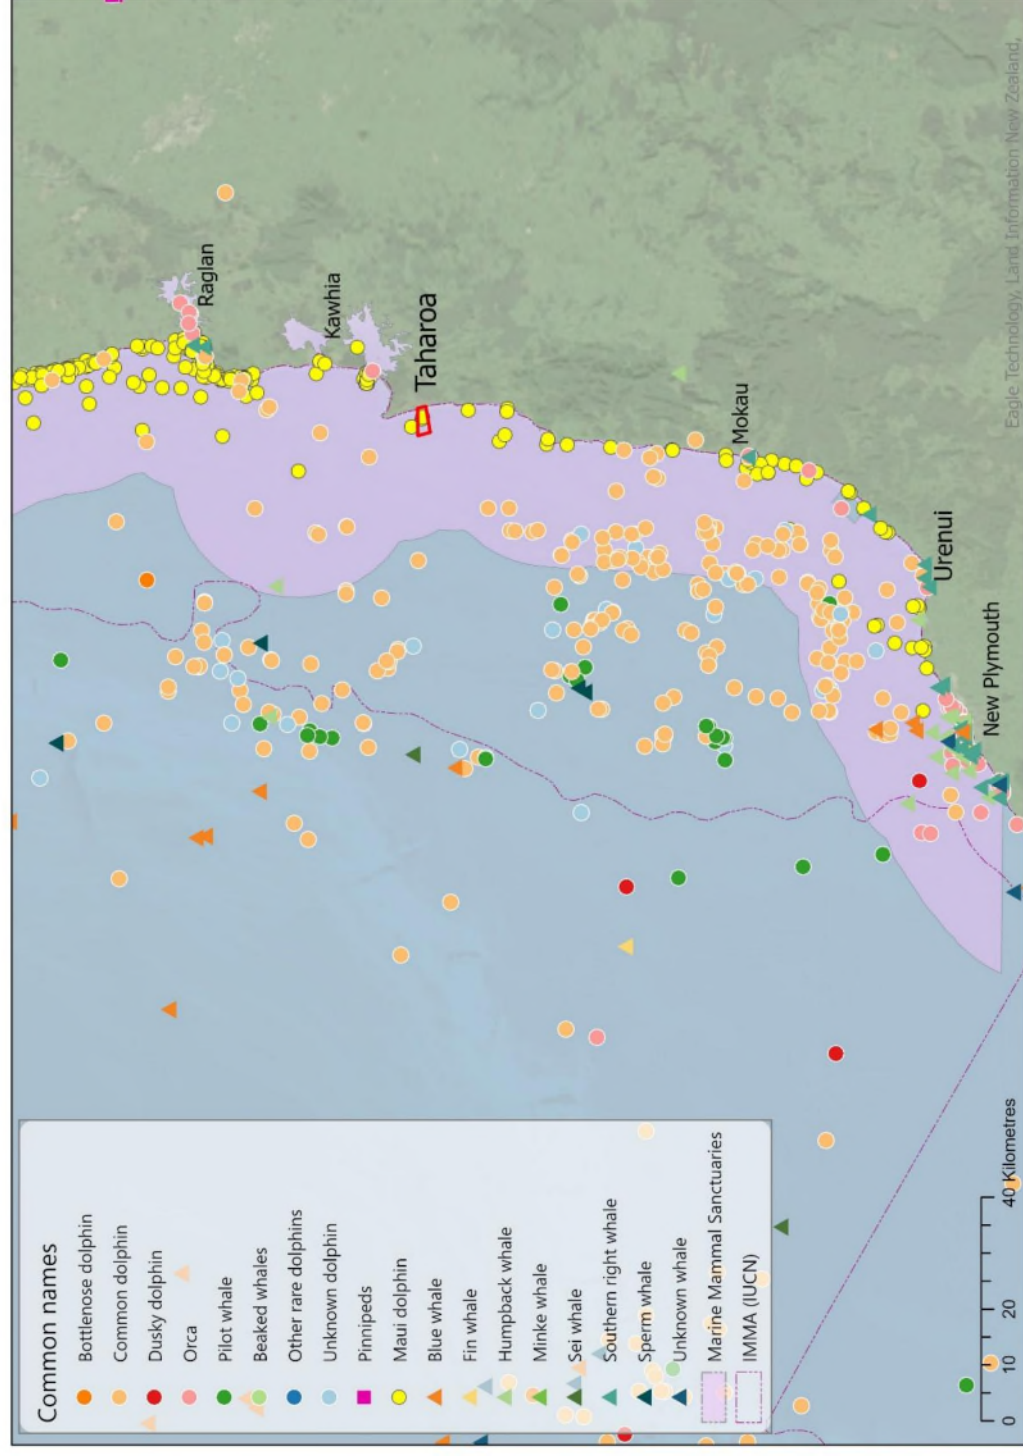 Common names
Bottlenose dolphin
Common dolphin
Dusky dolphin
Orca
Pilot whale
Beaked whales
Other rare dolphins
Unknown dolphin
Pinnipeds
Maui dolphin
Blue whale
Fin whale
Humpback whale
Minke whale
Sei whale
Southern right whale
Sperm whale
Unknown whale
Marine Mammal Sanctuaries
IMMA (IUCN)
0 10 20 40 Kilometres
Raglan
Kawhia
Taharoa
Mokau
Urenui
New Plymouth
Eagle Technology, Land Information New Zealand,